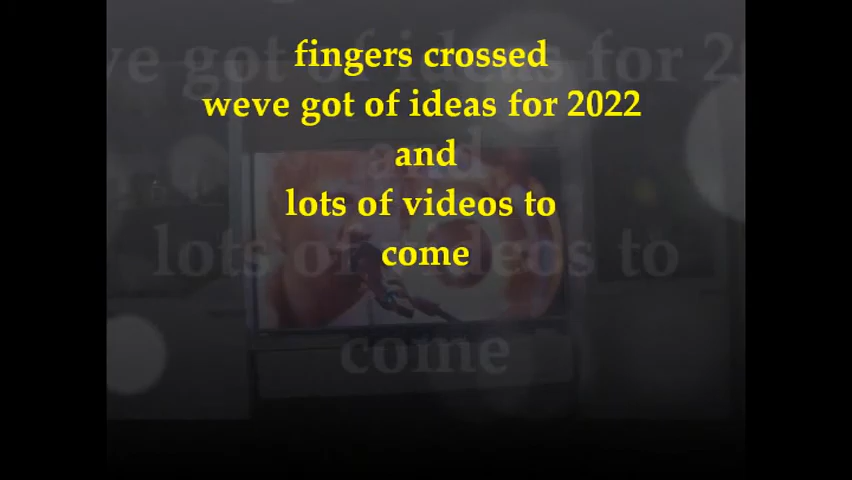 fingers crossed
weve got of ideas for 2022
and
lots of videos to
come